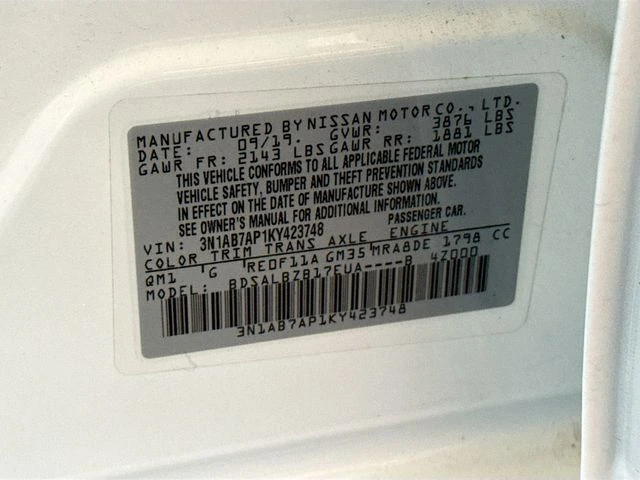 MANUFACTURED BY NISSAN MOTOR CO., LTD.
DATE: 09/19. GVWR: 3876 LBS
GAWR FR: 2143 LBS GAWR RR: 1881 LBS
THIS VEHICLE CONFORMS TO ALL APPLICABLE FEDERAL MOTOR
VEHICLE SAFETY, BUMPER AND THEFT PREVENTION STANDARDS
IN EFFECT ON THE DATE OF MANUFACTURE SHOWN ABOVE.
SEE OWNER'S MANUAL FOR ADDITIONAL INFORMATION.
VIN: 3N1AB7AP1KY423748 PASSENGER CAR.
COLOR TRIM TRANS AXLE ENGINE
QM1 G RE0F11A GM35 MRA8DE 1798 CC
MODEL: BDSALBZB17EUA----B 4Z000
3N1AB7AP1KY423748